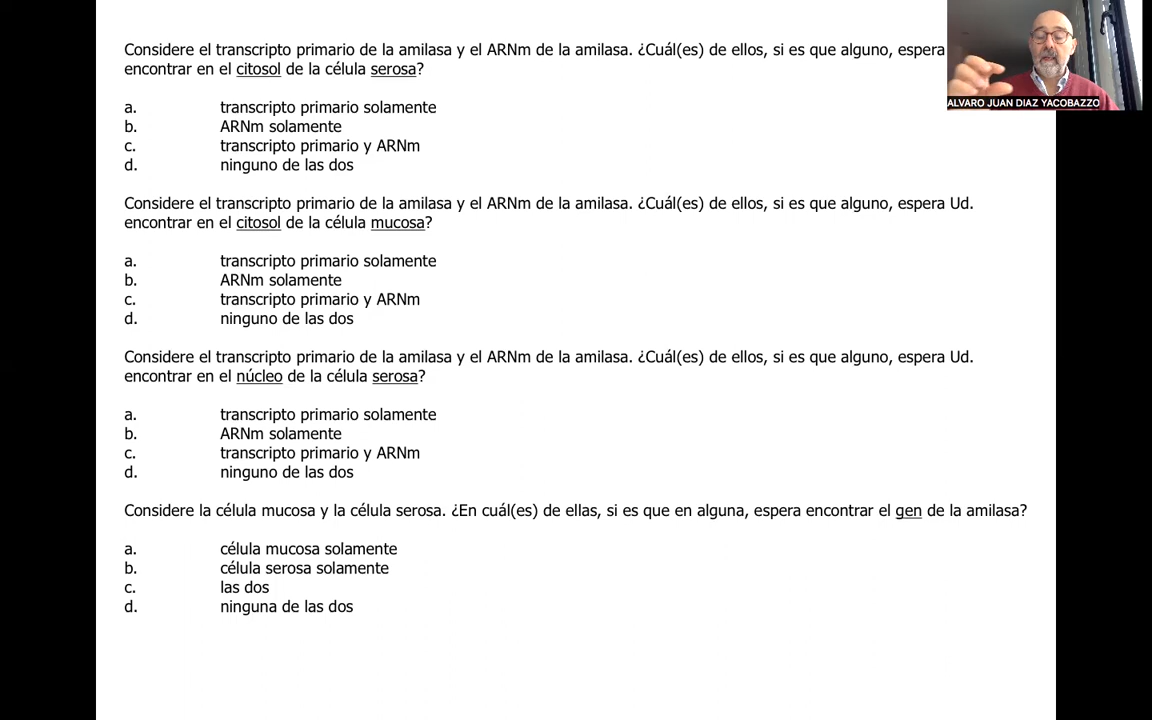 Considere el transcripto primario de la amilasa y el ARNm de la amilasa. ¿Cuál(es) de ellos, si es que alguno, espera
encontrar en el citosol de la célula serosa?
a. transcripto primario solamente
b. ARNm solamente
c. transcripto primario y ARNm
d. ninguno de las dos
Considere el transcripto primario de la amilasa y el ARNm de la amilasa. ¿Cuál(es) de ellos, si es que alguno, espera Ud.
encontrar en el citosol de la célula mucosa?
a. transcripto primario solamente
b. ARNm solamente
c. transcripto primario y ARNm
d. ninguno de las dos
Considere el transcripto primario de la amilasa y el ARNm de la amilasa. ¿Cuál(es) de ellos, si es que alguno, espera Ud.
encontrar en el núcleo de la célula serosa?
a. transcripto primario solamente
b. ARNm solamente
c. transcripto primario y ARNm
d. ninguno de las dos
Considere la célula mucosa y la célula serosa. ¿En cuál(es) de ellas, si es que en alguna, espera encontrar el gen de la amilasa?
a. célula mucosa solamente
b. célula serosa solamente
c. las dos
d. ninguna de las dos
ALVARO JUAN DIAZ YACOBAZZO